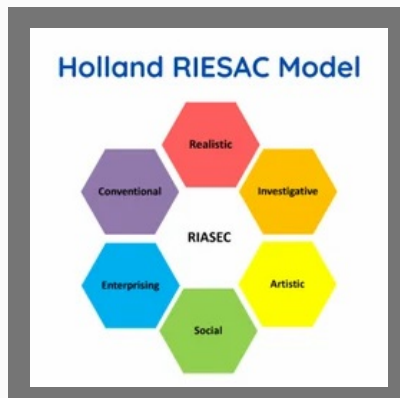 Holland RIESAC Model
Realistic
Conventional
Investigative
RIASEC
Enterprising
Artistic
Social